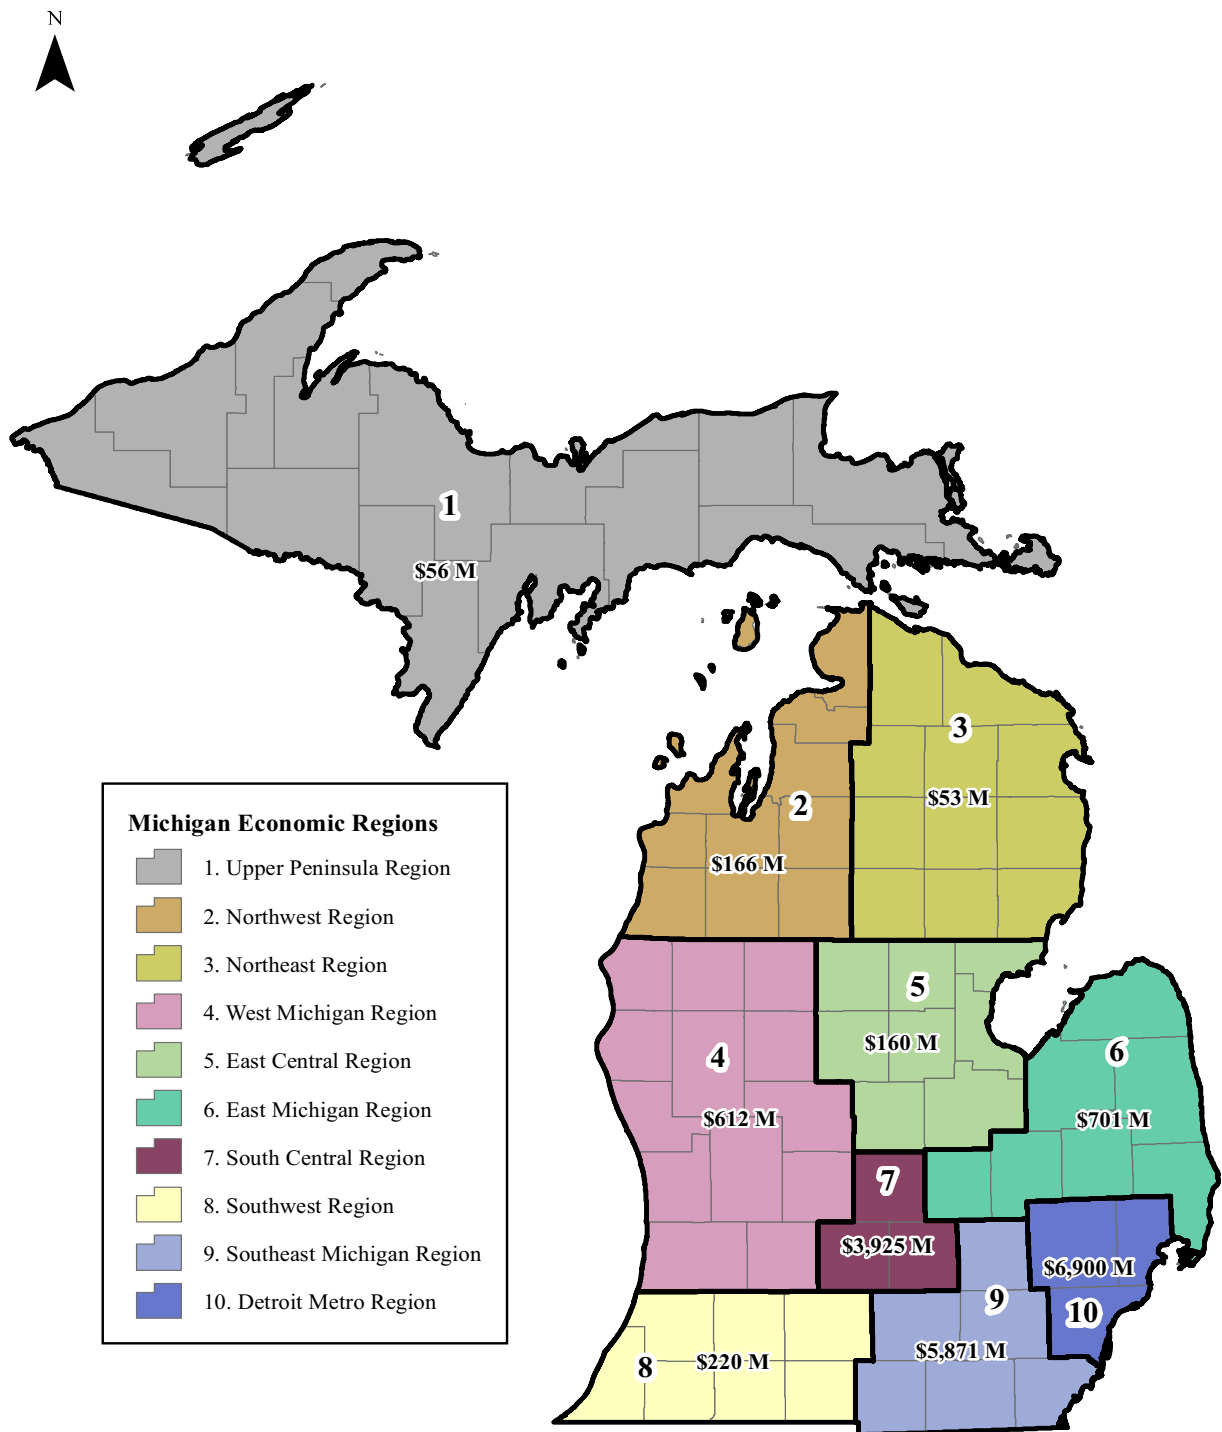 N
1
$56 M
3
$53 M
2
$166 M
Michigan Economic Regions
1. Upper Peninsula Region
2. Northwest Region
3. Northeast Region
4. West Michigan Region
5. East Central Region
6. East Michigan Region
7. South Central Region
8. Southwest Region
9. Southeast Michigan Region
10. Detroit Metro Region
5
$160 M
4
$612 M
6
$701 M
7
$3,925 M
$6,900 M
10
9
$5,871 M
8
$220 M